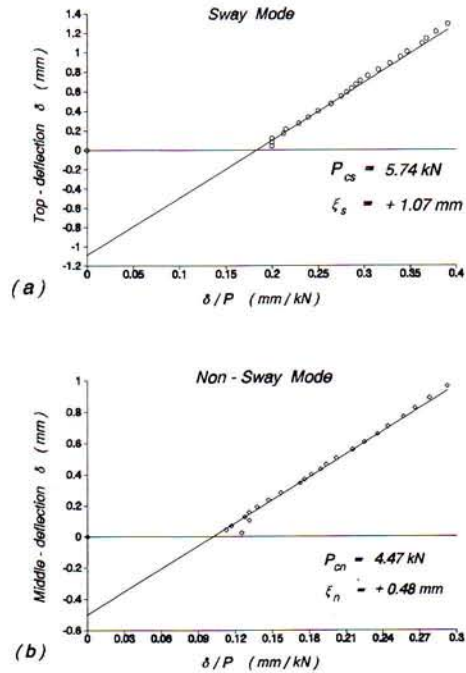 Sway Mode
1.4
1.2
1.0
0.8
0.6
0.4
0.2
0
-0.2
-0.4
-0.6
-0.8
-1
-1.2
Top - deflection δ ( mm )
P cs = 5.74 kN
ξ s = + 1.07 mm
0 0.05 0.1 0.15 0.2 0.25 0.3 0.35 0.4
(a)
δ / P ( mm / kN )
Non - Sway Mode
1
0.8
0.6
0.4
0.2
0
-0.2
-0.4
-0.6
Middle - deflection δ ( mm )
P cn = 4.47 kN
ξ n = +0.48 mm
0 0.03 0.06 0.09 0.12 0.15 0.18 0.21 0.24 0.27 0.3
(b)
δ / P ( mm / kN )